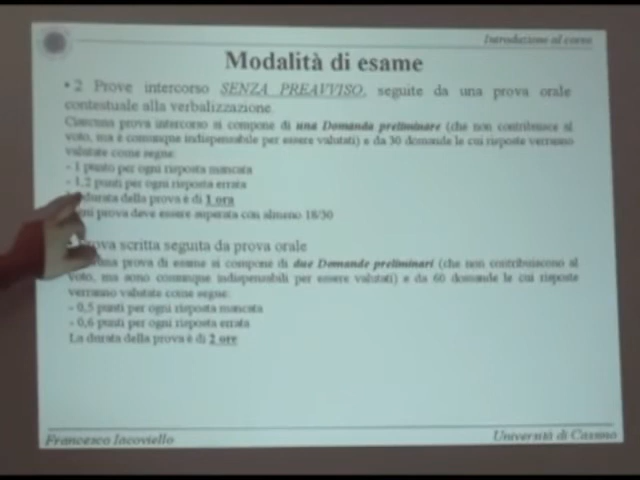 Introduzione al corso
Modalità di esame
• 2 Prove intercorso SENZA PREAVVISO, seguite da una prova orale
contestuale alla verbalizzazione
Ciascuna prova intercorso si compone di una Domanda preliminare (che non contribuisce al
voto, ma è comunque indispensabile per essere valutati) e da 30 domande le cui risposte verranno
valutate come segue:
- 1 punto per ogni risposta mancata
- 1,2 punti per ogni risposta errata
durata della prova è di 1 ora
prova deve essere superata con almeno 18/30
Prova scritta seguita da prova orale
prova di esame si compone di due Domande preliminari (che non contribuiscono al
voto, ma sono comunque indispensabili per essere valutati) e da 60 domande le cui risposte
verranno valutate come segue:
- 0,5 punti per ogni risposta mancata
- 0,6 punti per ogni risposta errata
La durata della prova è di 2 ore
Francesco Iacoviello
Università di Cassino